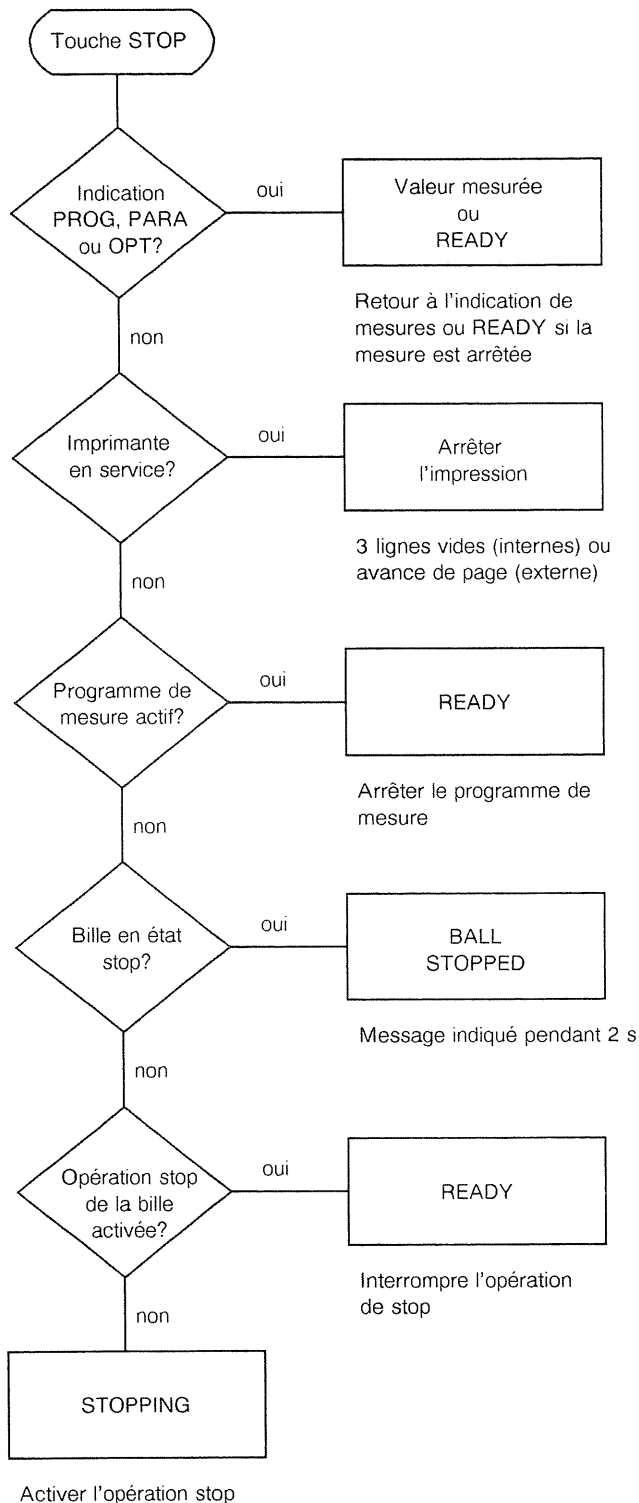 Touche STOP
Indication
PROG, PARA
ou OPT?
oui
Valeur mesurée
ou
READY
Retour à l'indication de
mesures ou READY si la
mesure est arrêtée
non
Imprimante
en service?
oui
Arrêter
l'impression
3 lignes vides (internes) ou
avance de page (externe)
non
Programme de
mesure actif?
oui
READY
Arrêter le programme de
mesure
non
Bille en état
stop?
oui
BALL
STOPPED
Message indiqué pendant 2 s
non
Opération stop
de la bille
activée?
oui
READY
Interrompre l'opération
de stop
non
STOPPING
Activer l'opération stop